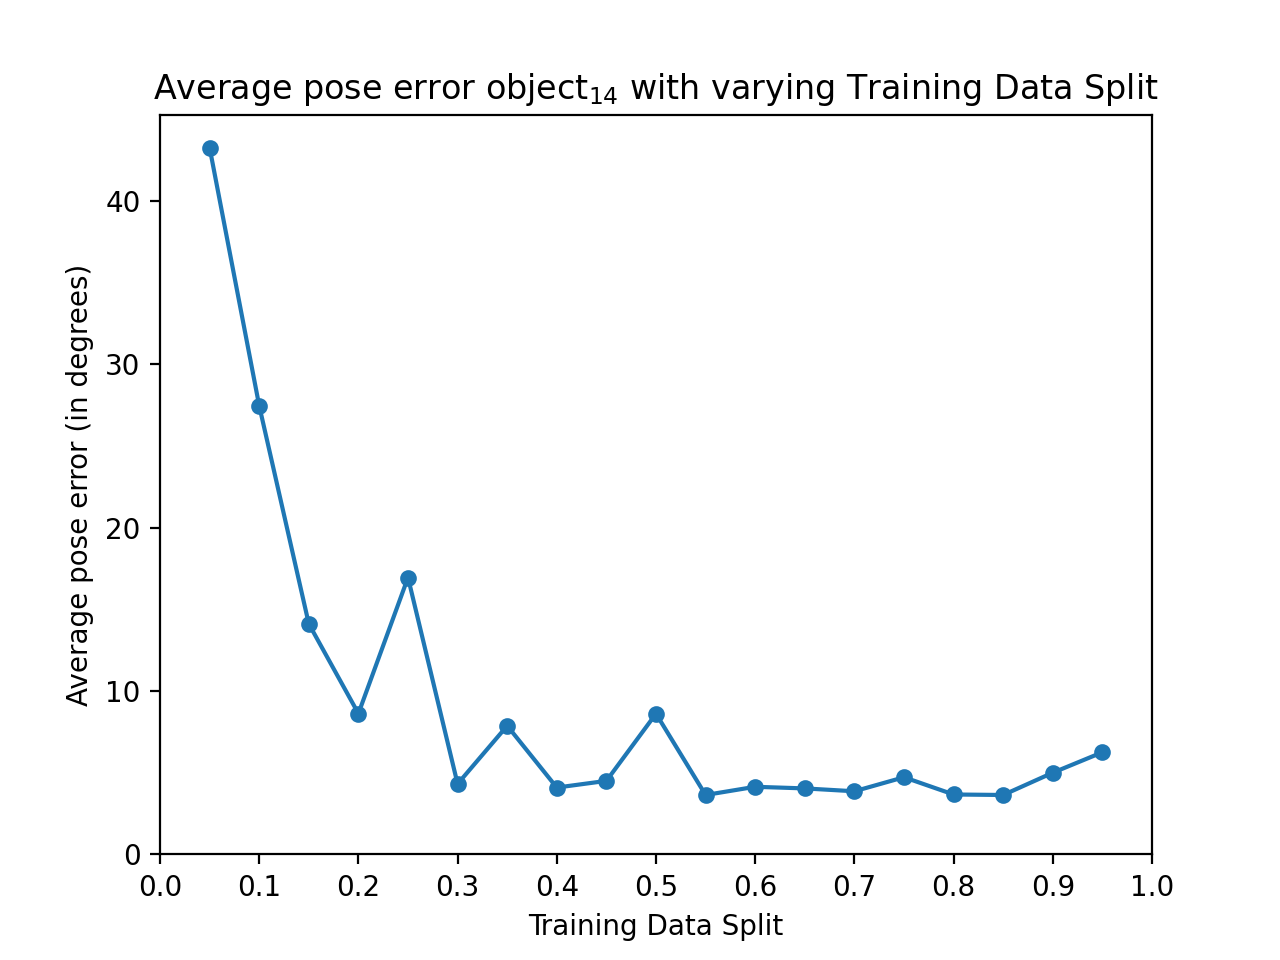 Average pose error object₁₄ with varying Training Data Split
Average pose error (in degrees)
40
30
20
10
0
0.0 0.1 0.2 0.3 0.4 0.5 0.6 0.7 0.8 0.9 1.0
Training Data Split